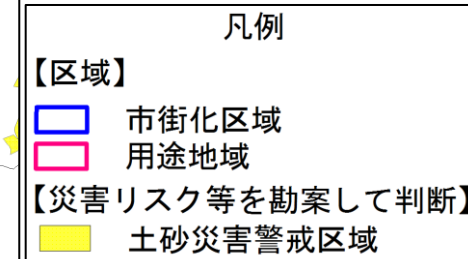 凡例
【区域】
市街化区域
用途地域
【災害リスク等を勘案して判断】
土砂災害警戒区域